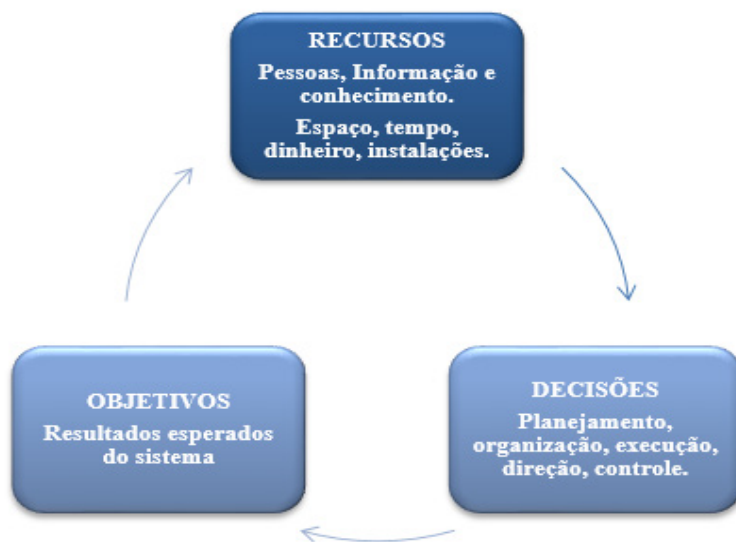 RECURSOS
Pessoas, Informação e
conhecimento.
Espaço, tempo,
dinheiro, instalações.
OBJETIVOS
Resultados esperados
do sistema
DECISÕES
Planejamento,
organização, execução,
direção, controle.